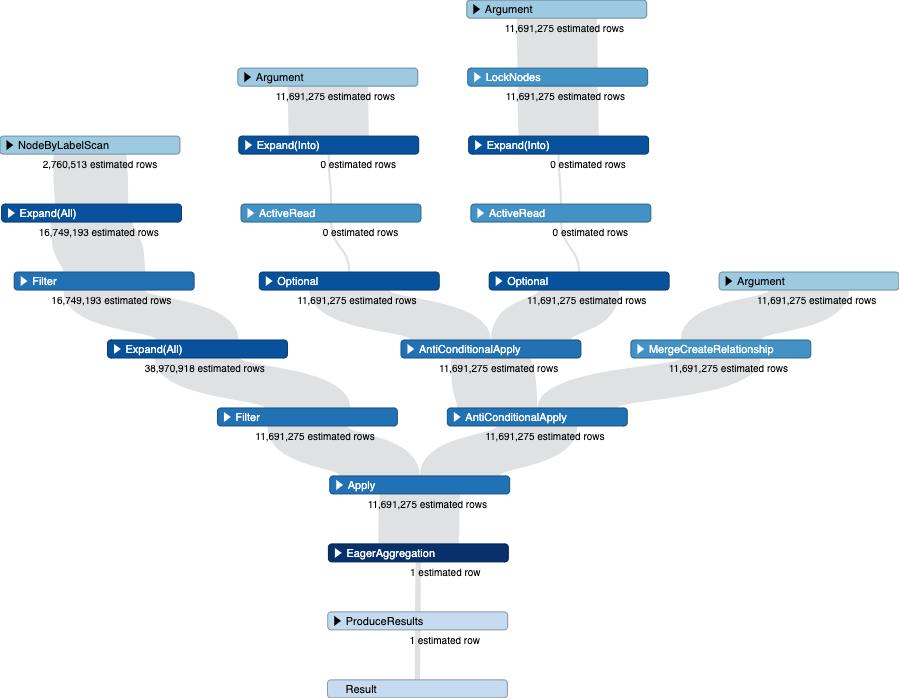 Argument
11,691,275 estimated rows
Argument
11,691,275 estimated rows
LockNodes
11,691,275 estimated rows
NodeByLabelScan
2,760,513 estimated rows
Expand(Into)
0 estimated rows
Expand(Into)
0 estimated rows
Expand(All)
16,749,193 estimated rows
ActiveRead
0 estimated rows
ActiveRead
0 estimated rows
Filter
16,749,193 estimated rows
Optional
11,691,275 estimated rows
Optional
11,691,275 estimated rows
Argument
11,691,275 estimated rows
Expand(All)
38,970,918 estimated rows
AntiConditionalApply
11,691,275 estimated rows
MergeCreateRelationship
11,691,275 estimated rows
Filter
11,691,275 estimated rows
AntiConditionalApply
11,691,275 estimated rows
Apply
11,691,275 estimated rows
EagerAggregation
1 estimated row
ProduceResults
1 estimated row
Result